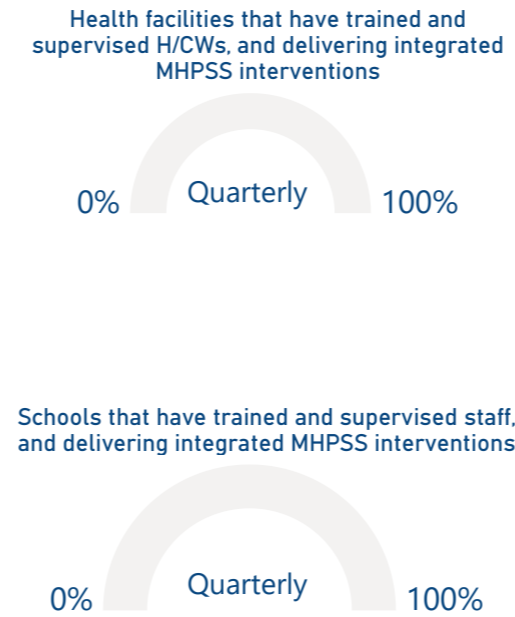 Health facilities that have trained and
supervised H/CWs, and delivering integrated
MHPSS interventions
Quarterly
0%
100%
Schools that have trained and supervised staff,
and delivering integrated MHPSS interventions
Quarterly
0%
100%